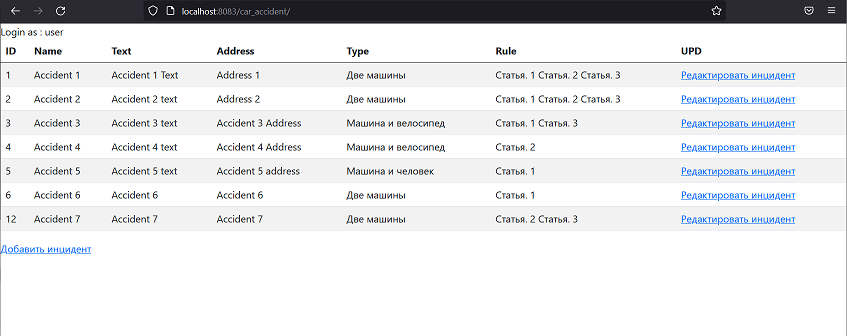 localhost:8083/car_accident/
Login as : user
ID Name Text Address Type Rule UPD
1 Accident 1 Accident 1 Text Address 1 Две машины Статья. 1 Статья. 2 Статья. 3 Редактировать инцидент
2 Accident 2 Accident 2 text Address 2 Две машины Статья. 1 Статья. 2 Статья. 3 Редактировать инцидент
3 Accident 3 Accident 3 text Accident 3 Address Машина и велосипед Статья. 1 Статья. 3 Редактировать инцидент
4 Accident 4 Accident 4 text Accident 4 Address Машина и велосипед Статья. 2 Редактировать инцидент
5 Accident 5 Accident 5 text Accident 5 address Машина и человек Статья. 1 Редактировать инцидент
6 Accident 6 Accident 6 Accident 6 Две машины Статья. 1 Редактировать инцидент
12 Accident 7 Accident 7 Accident 7 Две машины Статья. 2 Статья. 3 Редактировать инцидент
Добавить инцидент